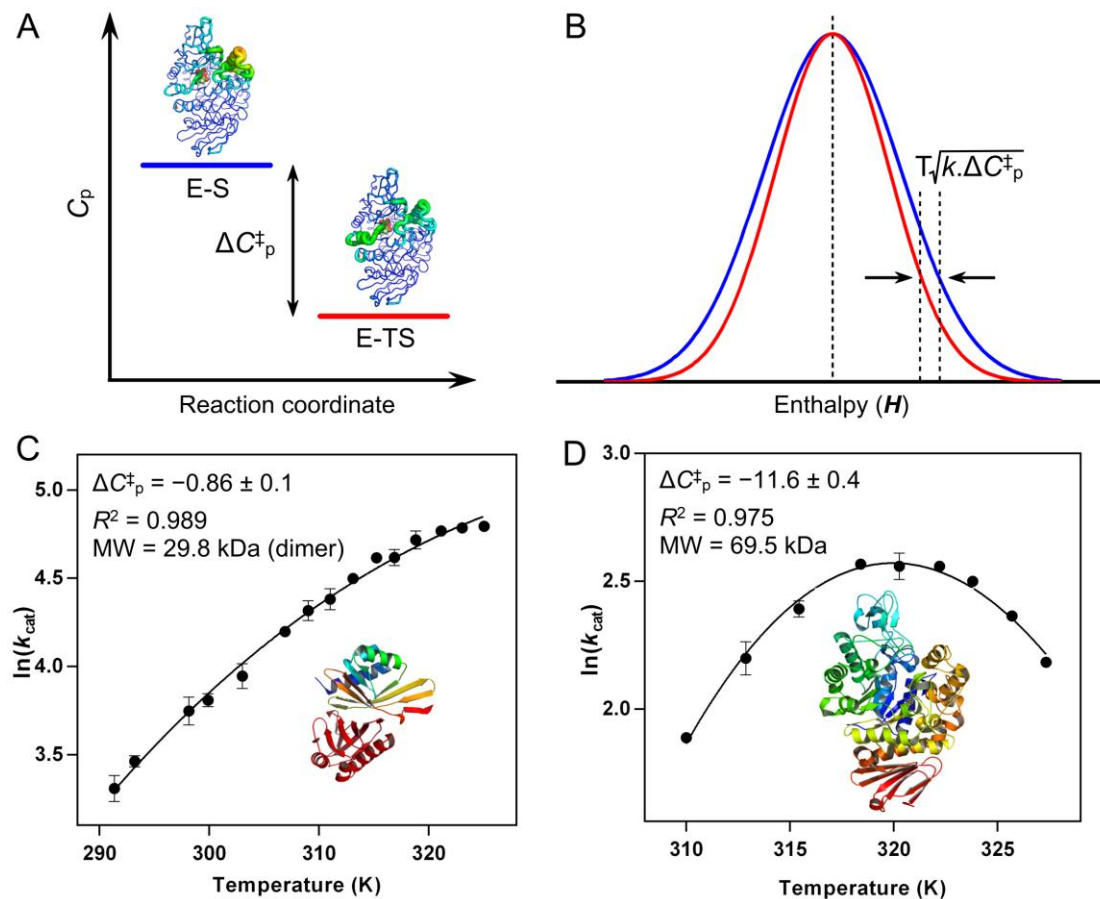 A
Cp
E-S
ΔC‡p
E-TS
Reaction coordinate
B
T√k.ΔC‡p
Enthalpy (H)
C
ΔC‡p = −0.86 ± 0.1
R² = 0.989
MW = 29.8 kDa (dimer)
ln(kcat)
5.0
4.5
4.0
3.5
290 300 310 320
Temperature (K)
D
ΔC‡p = −11.6 ± 0.4
R² = 0.975
MW = 69.5 kDa
ln(kcat)
3.0
2.5
2.0
310 315 320 325
Temperature (K)